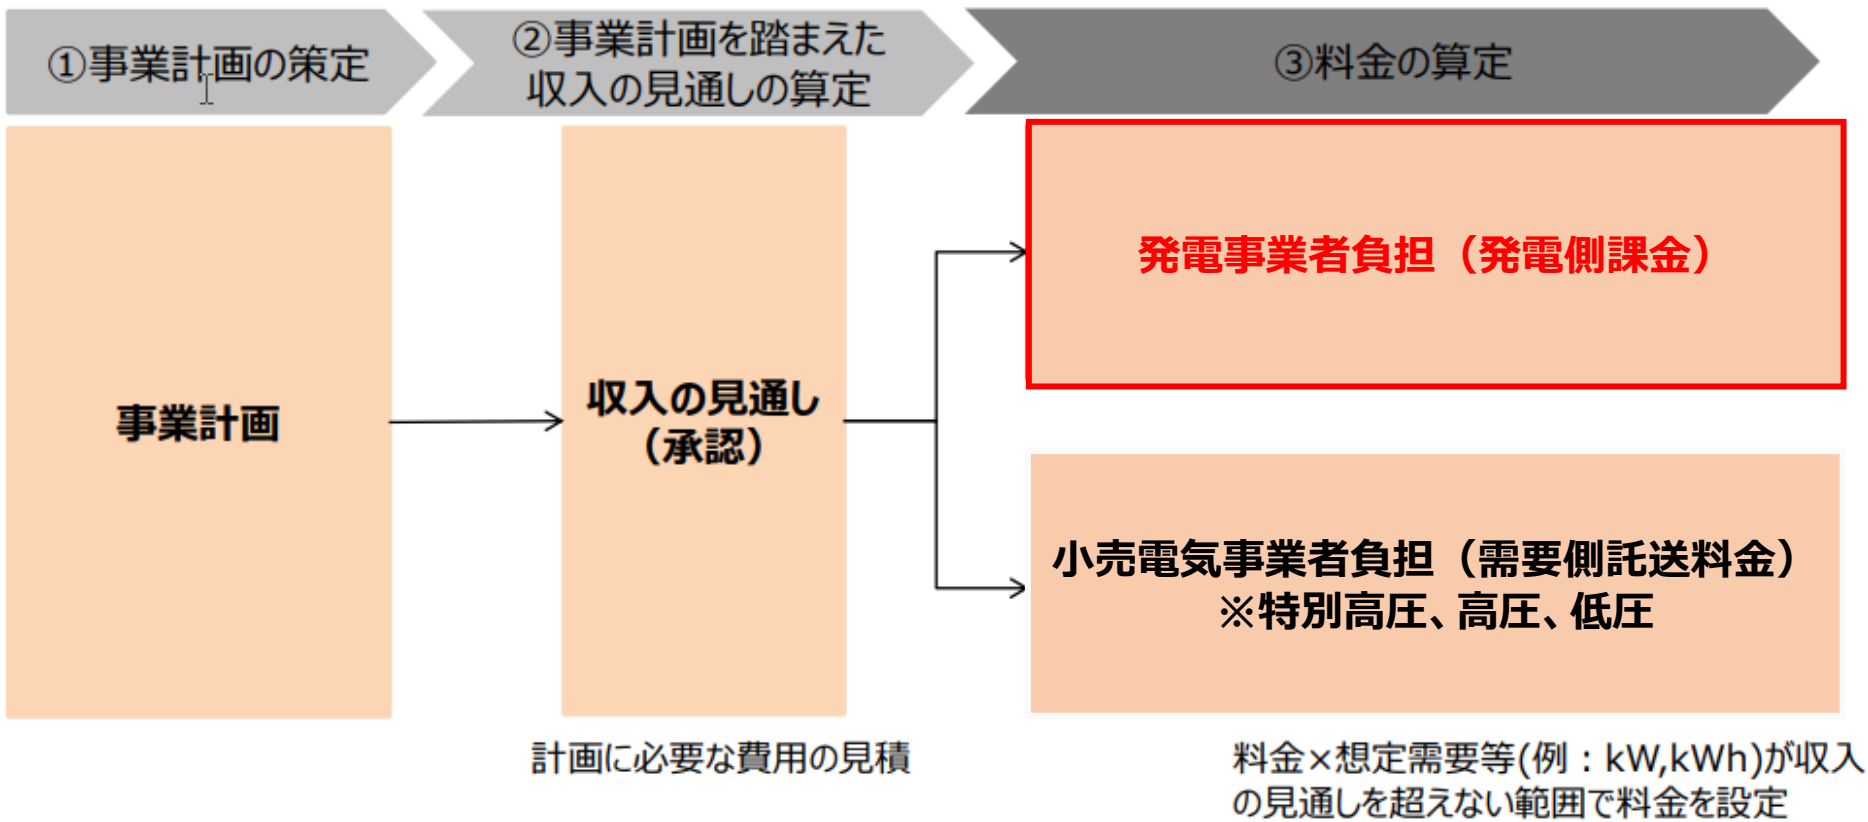 ①事業計画の策定
②事業計画を踏まえた
収入の見通しの算定
③料金の算定
事業計画
収入の見通し
（承認）
発電事業者負担（発電側課金）
小売電気事業者負担（需要側託送料金）
※特別高圧、高圧、低圧
計画に必要な費用の見積
料金×想定需要等(例：kW,kWh)が収入
の見通しを超えない範囲で料金を設定